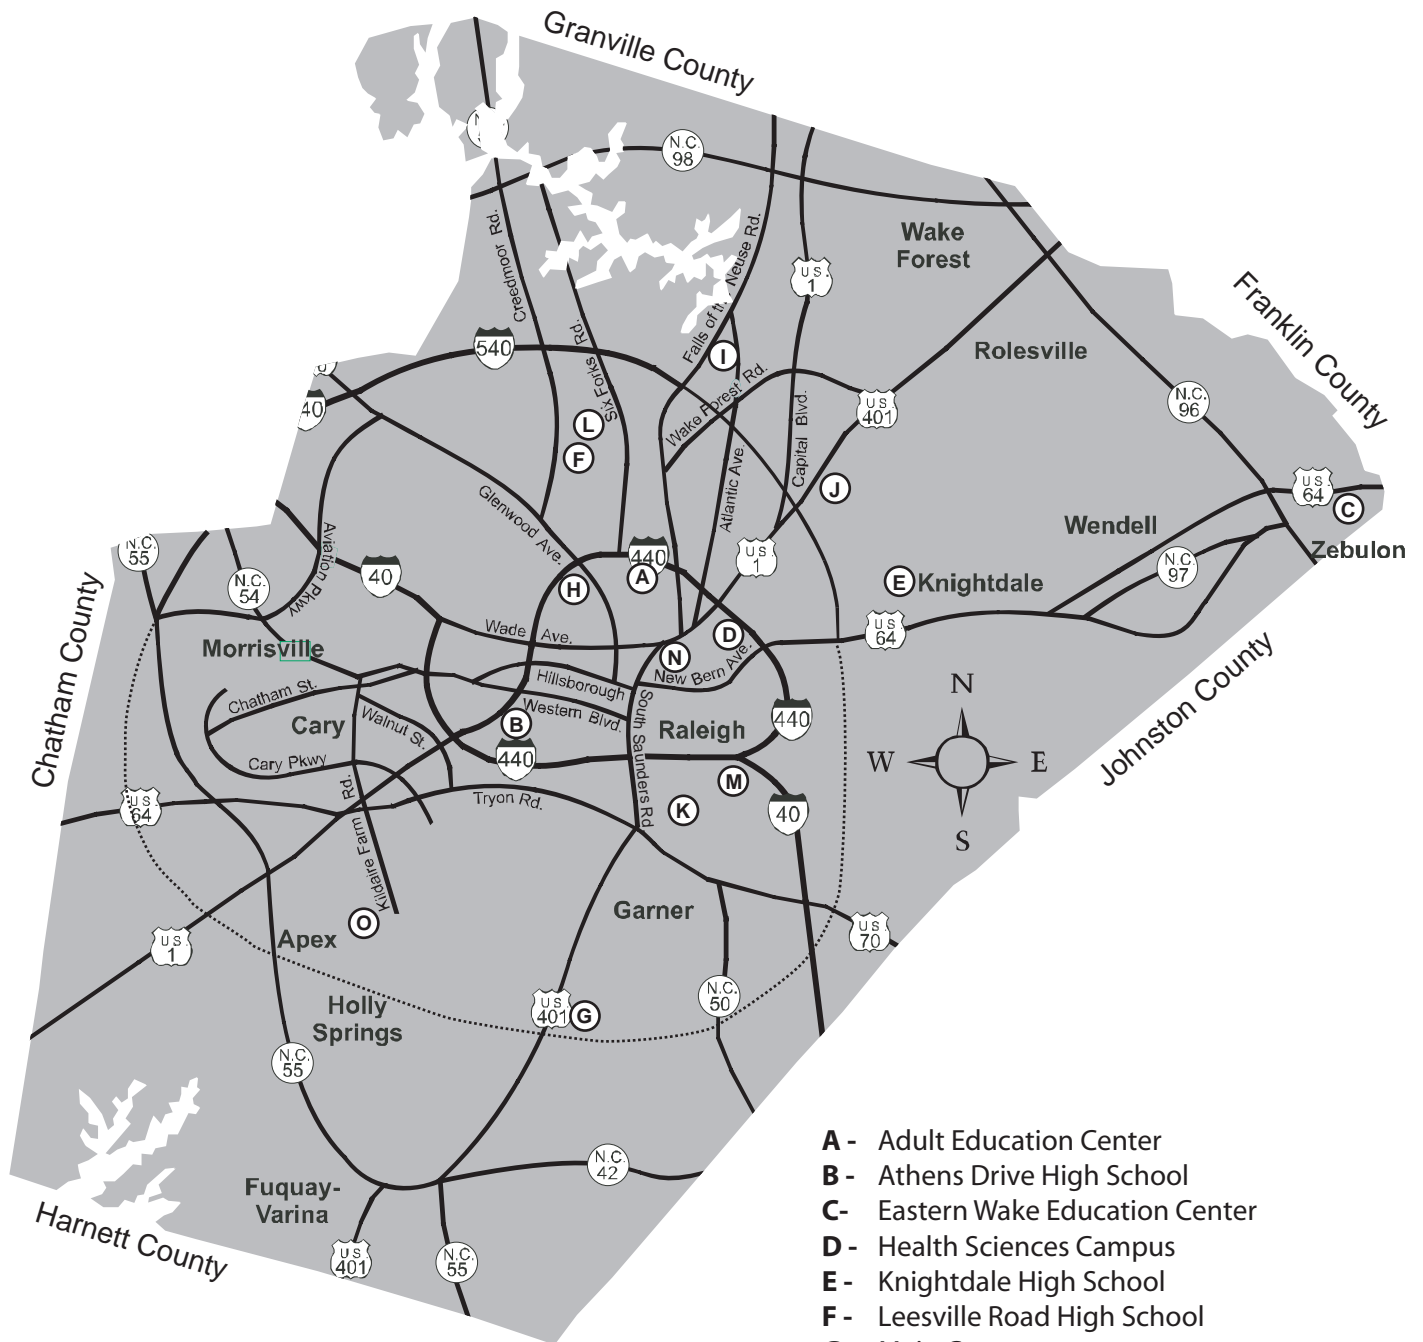 Granville County
N.C.
98
Creedmoor Rd.
Falls of the Neuse Rd.
Wake
Forest
U S
1
Franklin County
540
Six Forks Rd.
I
Rolesville
Wake Forest Rd.
40
U S
401
N.C.
96
L
F
Capital Blvd.
Atlantic Ave.
J
Glenwood Ave.
U S
64
C
Wendell
Zebulon
N.C.
55
Aviation Pkwy
40
N.C.
54
440
A
U S
1
H
E
Knightdale
N.C.
97
Chatham County
Morrisville
Wade Ave.
D
N
U S
64
New Bern Ave.
Hillsborough
Chatham St.
Cary
Walnut St.
B
Western Blvd.
South Saunders Rd
Raleigh
440
Johnston County
N
W
E
S
Cary Pkwy
440
M
U S
64
Kildaire Farm Rd.
Tryon Rd.
K
40
Garner
O
Apex
U S
1
U S
70
Holly
Springs
U S
401
G
N.C.
50
N.C.
55
N.C.
42
Fuquay-
Varina
Harnett County
U S
401
N.C.
55
A - Adult Education Center
B - Athens Drive High School
C- Eastern Wake Education Center
D - Health Sciences Campus
E - Knightdale High School
F - Leesville Road High School